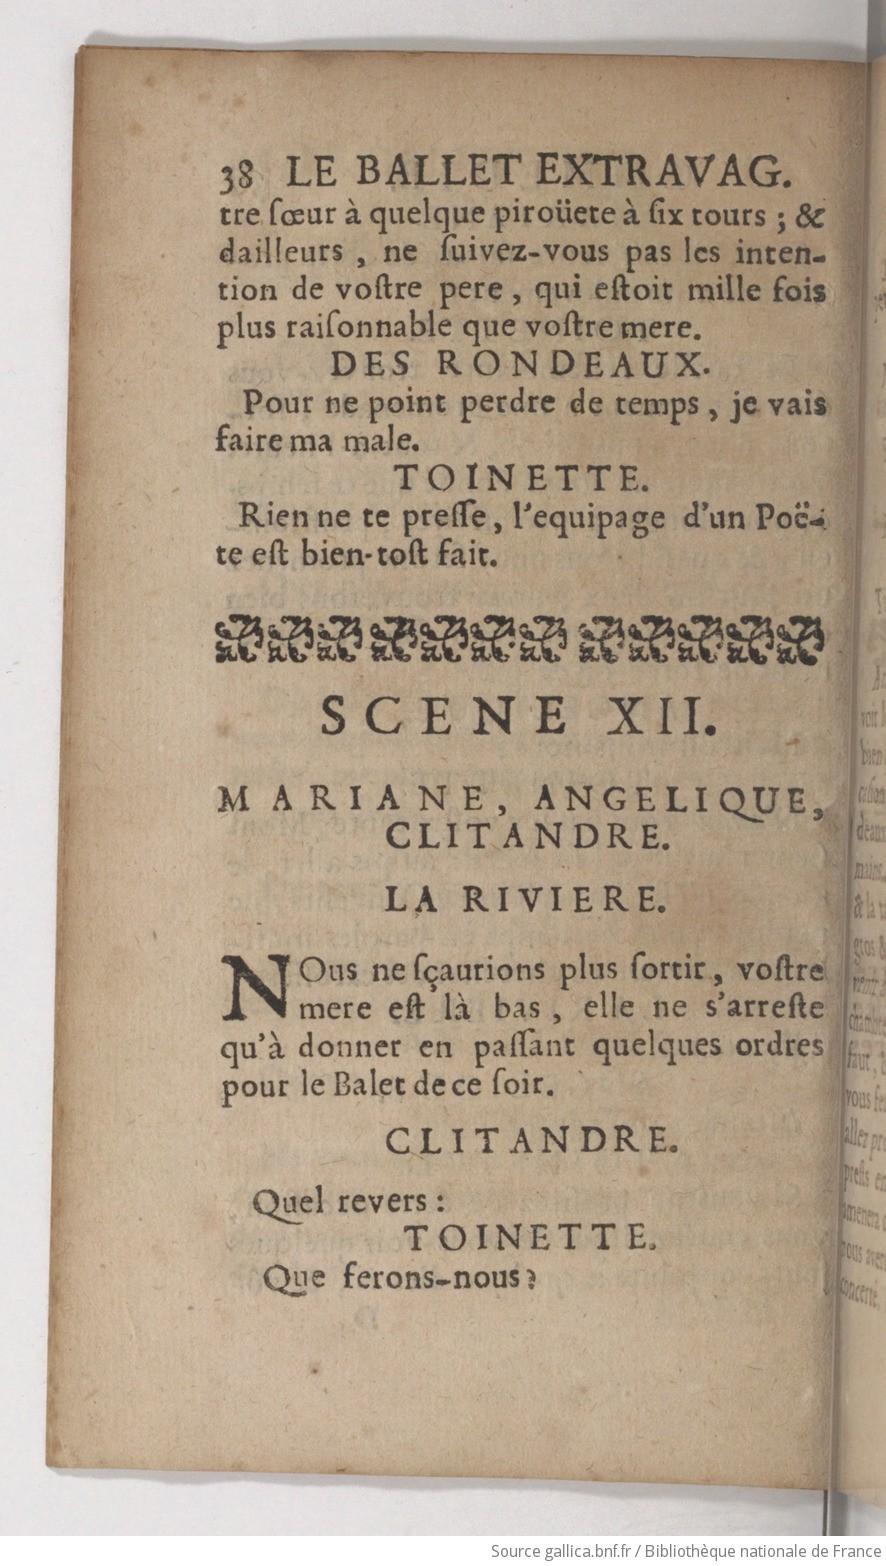 38 LE BALLET EXTRAVAG.
tre ſœur à quelque piroüete à ſix tours ; &
dailleurs , ne ſuivez-vous pas les inten-
tion de voſtre pere , qui eſtoit mille fois
plus raiſonnable que voſtre mere.
DES RONDEAUX.
Pour ne point perdre de temps , je vais
faire ma male.
TOINETTE.
Rien ne te preſſe, l'equipage d'un Poë-
te eſt bien-toſt fait.
SCENE XII.
MARIANE, ANGELIQUE,
CLITANDRE.
LA RIVIERE.
NOus ne ſçaurions plus ſortir, voſtre
mere eſt là bas , elle ne s'arreſte
qu'à donner en paſſant quelques ordres
pour le Balet de ce ſoir.
CLITANDRE.
Quel revers :
TOINETTE.
Que ferons-nous?
Source gallica.bnf.fr / Bibliothèque nationale de France